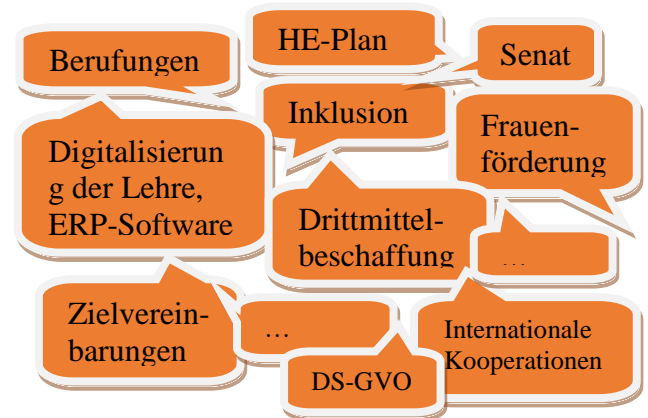 HE-Plan
Berufungen
Senat
Inklusion
Frauen-
förderung
Digitalisierun
g der Lehre,
ERP-Software
Drittmittel-
beschaffung
…
Zielverein-
barungen
…
Internationale
Kooperationen
DS-GVO